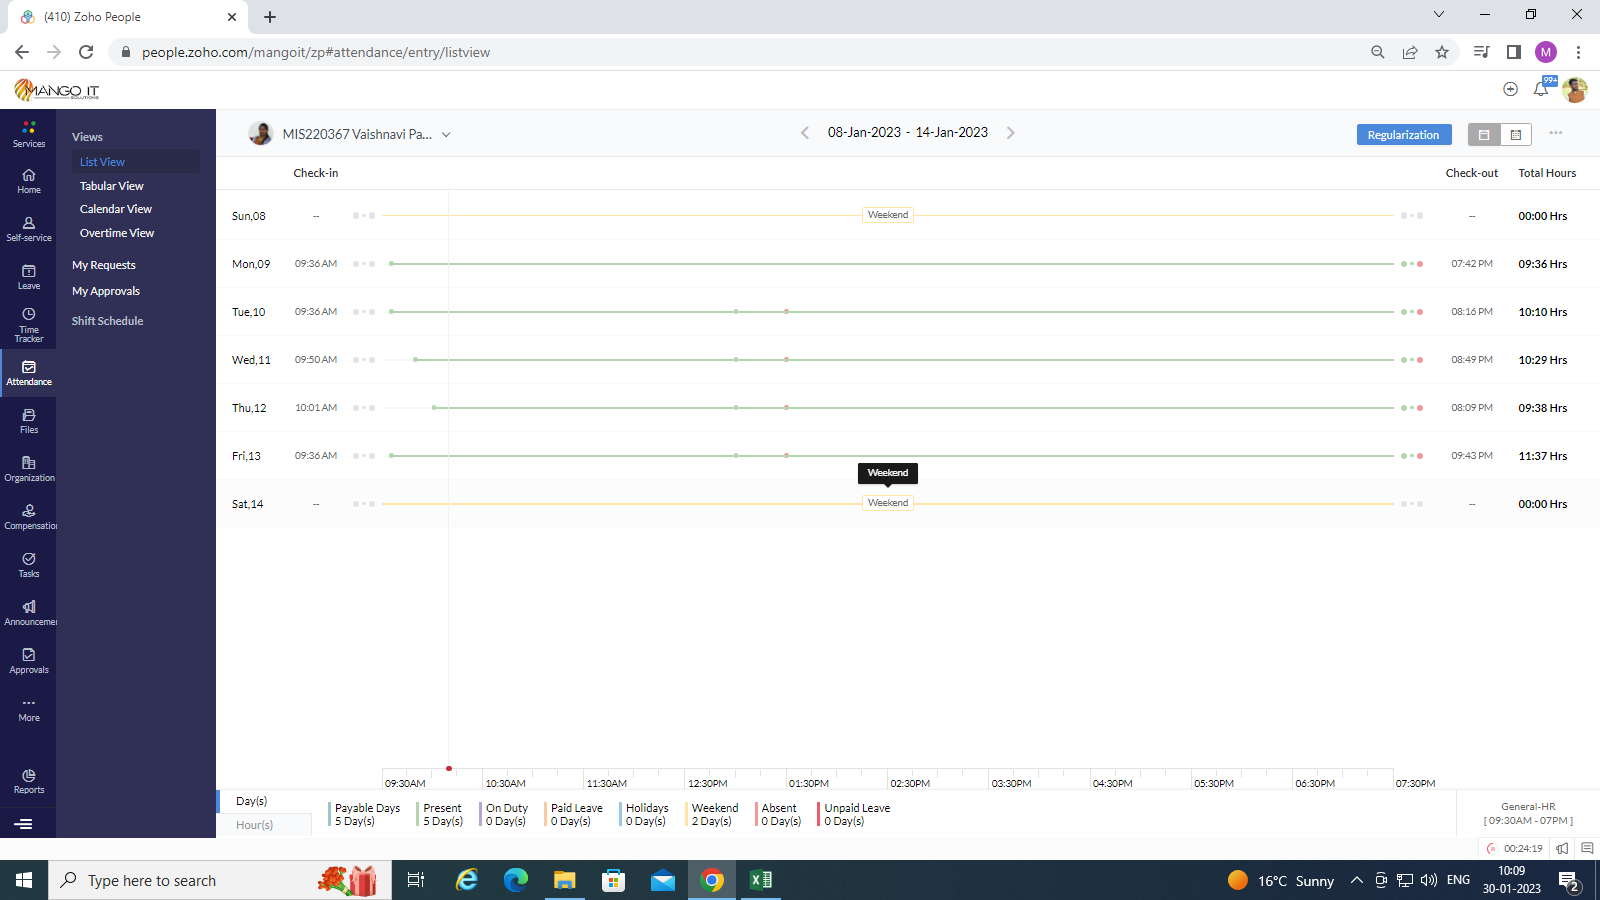 (410) Zoho People
people.zoho.com/mangoit/zp#attendance/entry/listview
M
MANGO IT
SOLUTIONS
99+
Services
Home
Self-service
Leave
Time
Tracker
Attendance
Files
Organization
Compensatio
Tasks
Announcemen
Approvals
More
Reports
Views
List View
Tabular View
Calendar View
Overtime View
My Requests
My Approvals
Shift Schedule
MIS220367 Vaishnavi Pa...
08-Jan-2023 - 14-Jan-2023
Regularization
Check-in Check-out Total Hours
Sun,08 -- Weekend -- 00:00 Hrs
Mon,09 09:36 AM 07:42 PM 09:36 Hrs
Tue,10 09:36 AM 08:16 PM 10:10 Hrs
Wed,11 09:50 AM 08:49 PM 10:29 Hrs
Thu,12 10:01 AM 08:09 PM 09:38 Hrs
Fri,13 09:36 AM 09:43 PM 11:37 Hrs
Weekend
Sat,14 -- Weekend -- 00:00 Hrs
09:30AM 10:30AM 11:30AM 12:30PM 01:30PM 02:30PM 03:30PM 04:30PM 05:30PM 06:30PM 07:30PM
Day(s)
Hour(s)
Payable Days
5 Day(s)
Present
5 Day(s)
On Duty
0 Day(s)
Paid Leave
0 Day(s)
Holidays
0 Day(s)
Weekend
2 Day(s)
Absent
0 Day(s)
Unpaid Leave
0 Day(s)
General-HR
[ 09:30AM - 07PM ]
00:24:19
Type here to search
16°C Sunny
ENG
10:09
30-01-2023
2